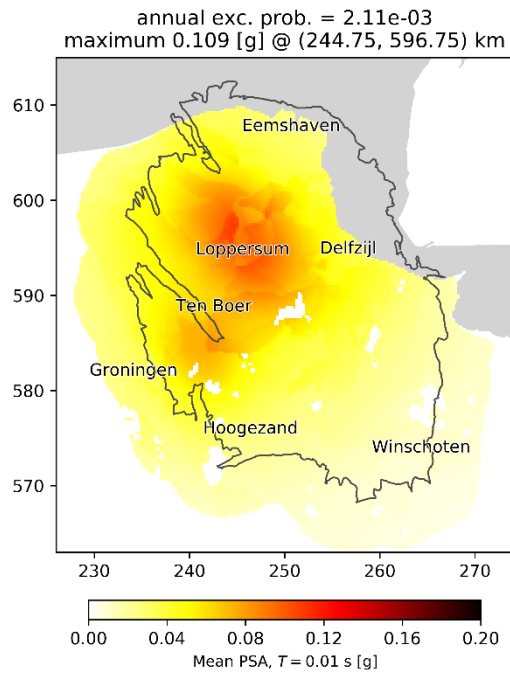 annual exc. prob. = 2.11e-03
maximum 0.109 [g] @ (244.75, 596.75) km
610
Eemshaven
600
Loppersum
Delfzijl
590
Ten Boer
Groningen
580
Hoogezand
Winschoten
570
230
240
250
260
270
0.00
0.04
0.08
0.12
0.16
0.20
Mean PSA, T = 0.01 s [g]